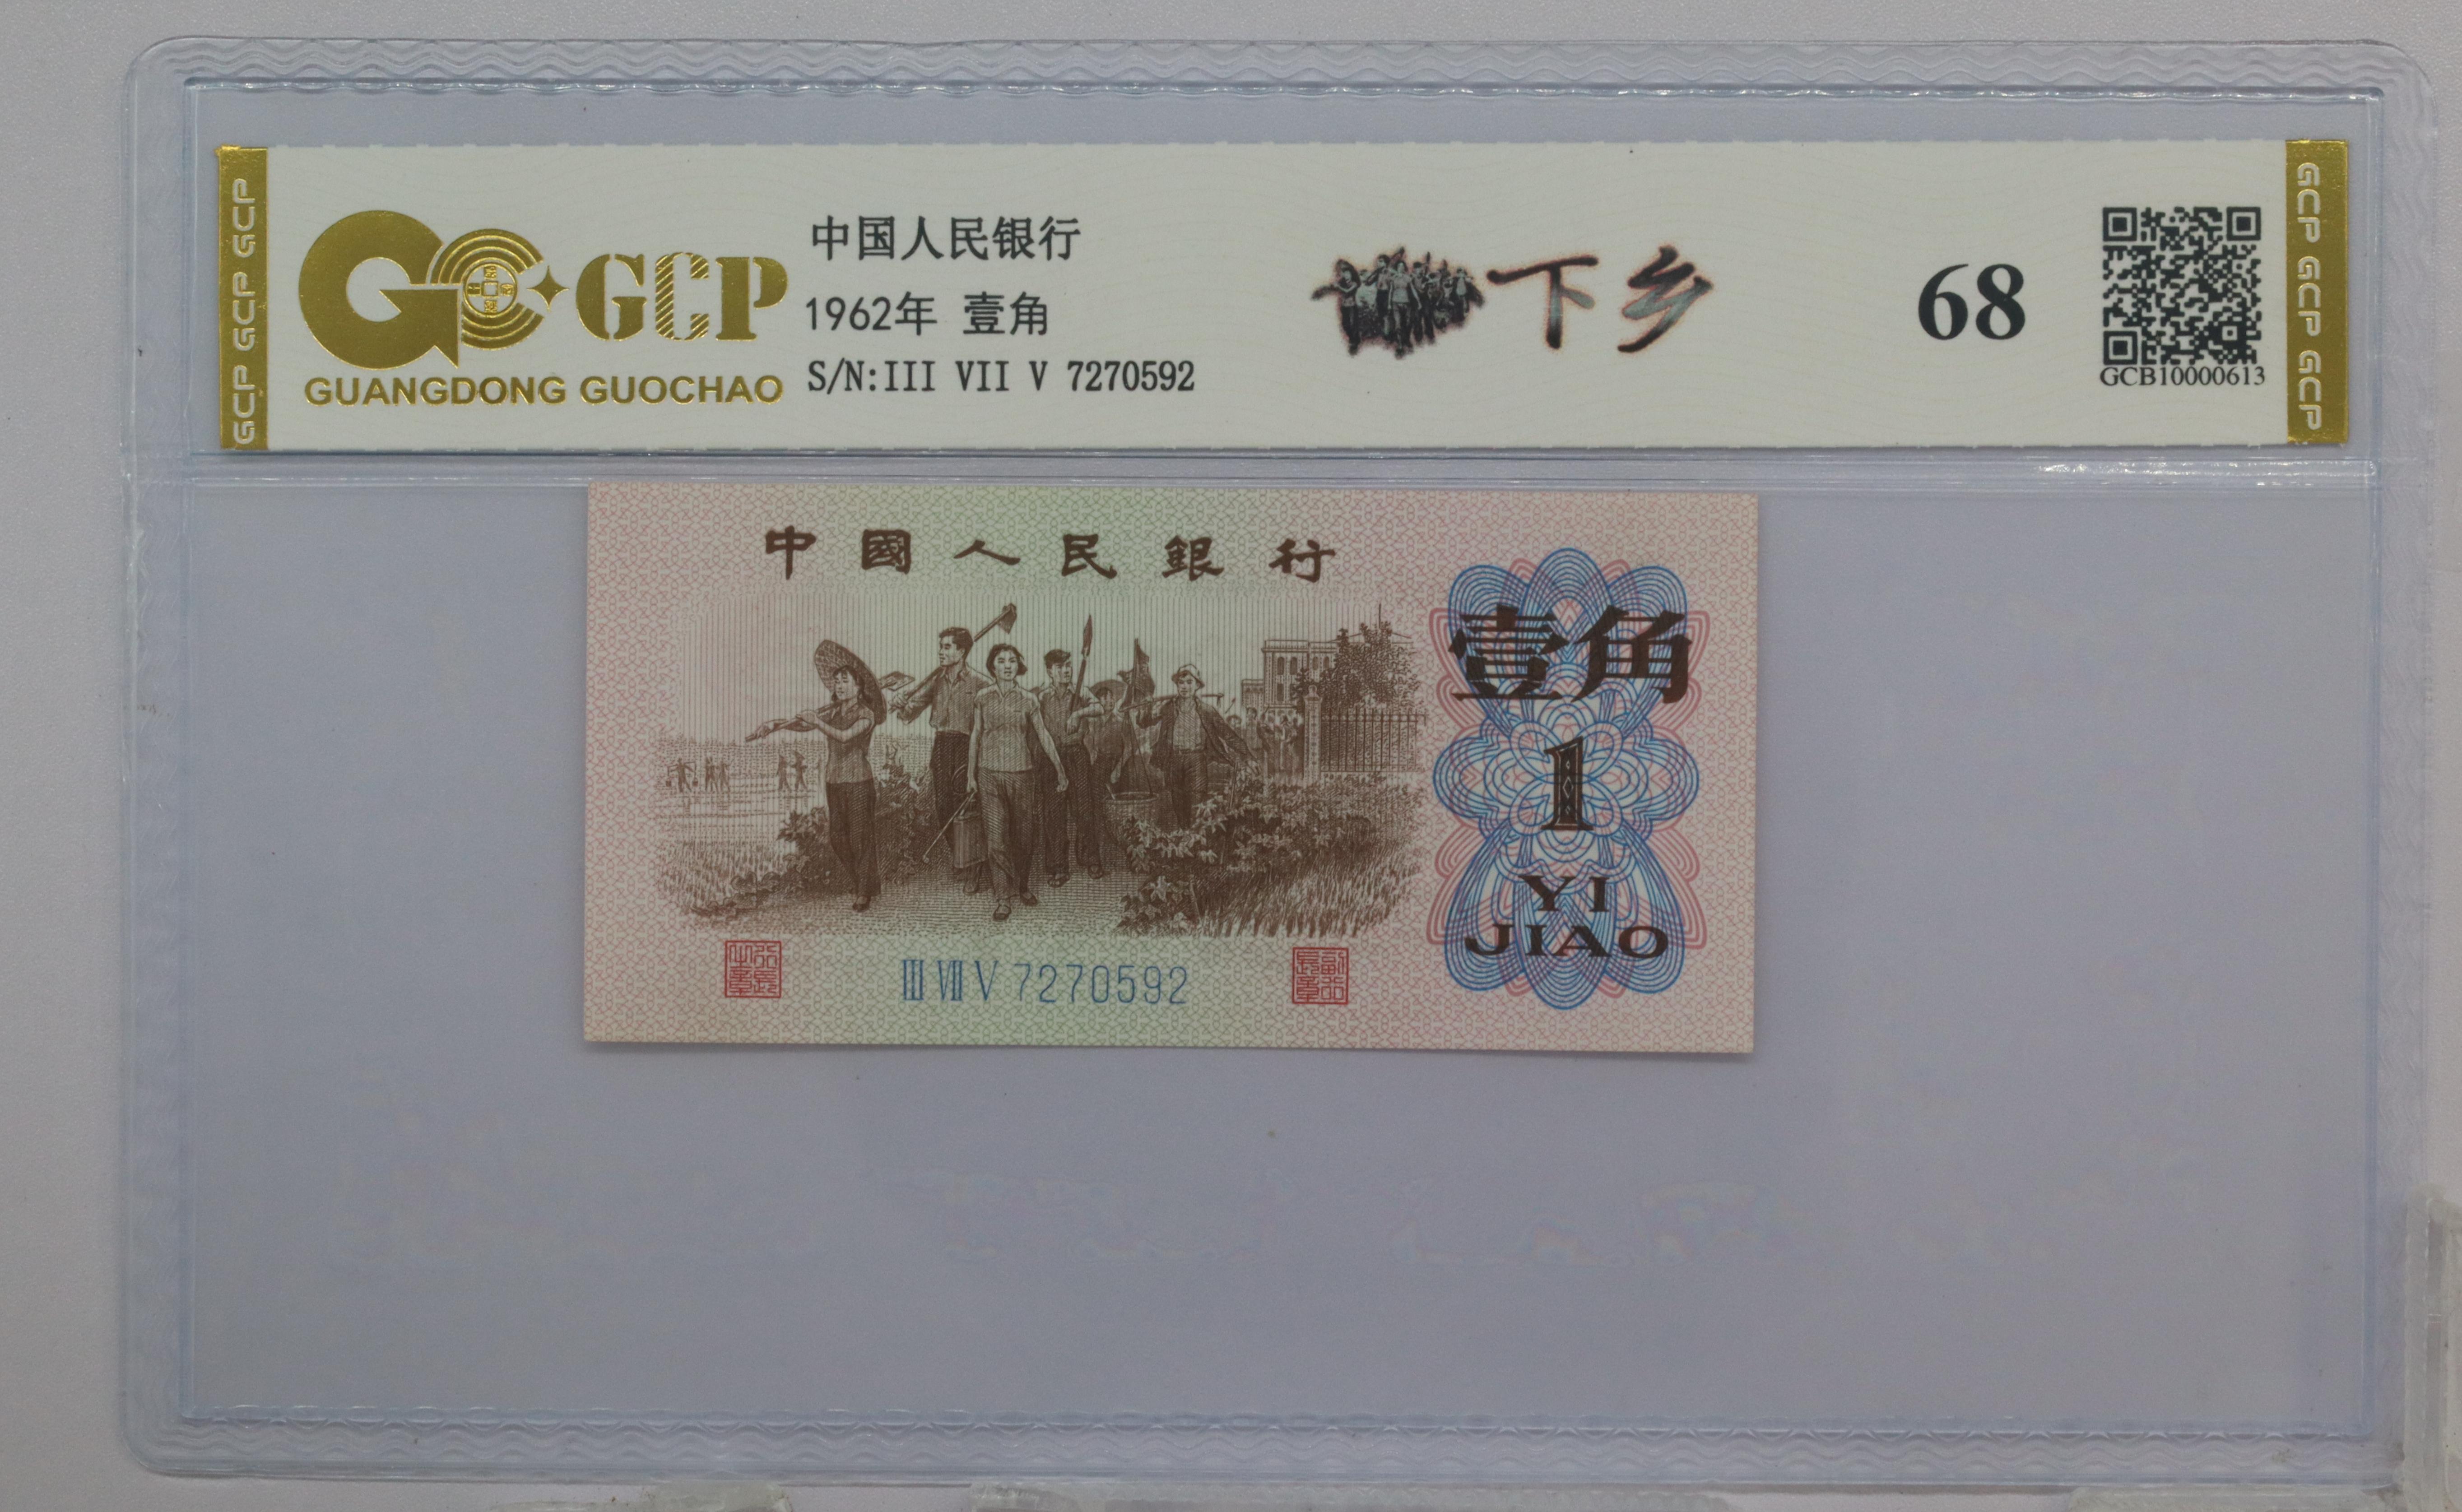 GCP GCP GCP
GCP
GUANGDONG GUOCHAO
中国人民银行
1962年 壹角
S/N:III VII V 7270592
下乡
68
GCB10000613
GCP GCP GCP
中國人民銀行
壹角
1
YI
JIAO
III VII V 7270592